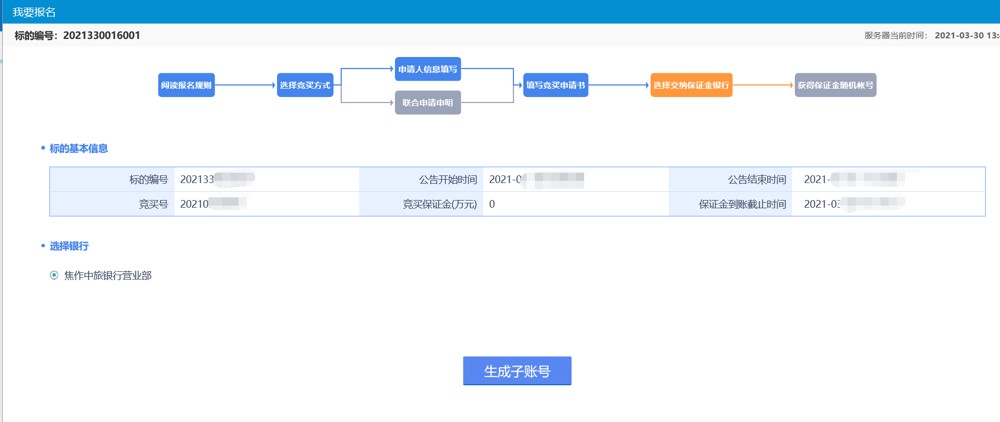 我要报名
标的编号：2021330016001
服务器当前时间： 2021-03-30 13:
申请人信息填写
阅读报名规则
选择竞买方式
填写竞买申请书
选择交纳保证金银行
获得保证金随机帐号
联合申请申明
标的基本信息
标的编号 202133 公告开始时间 2021-0 公告结束时间 2021-
竞买号 20210 竞买保证金(万元) 0 保证金到账截止时间 2021-03
选择银行
焦作中旅银行营业部
生成子账号